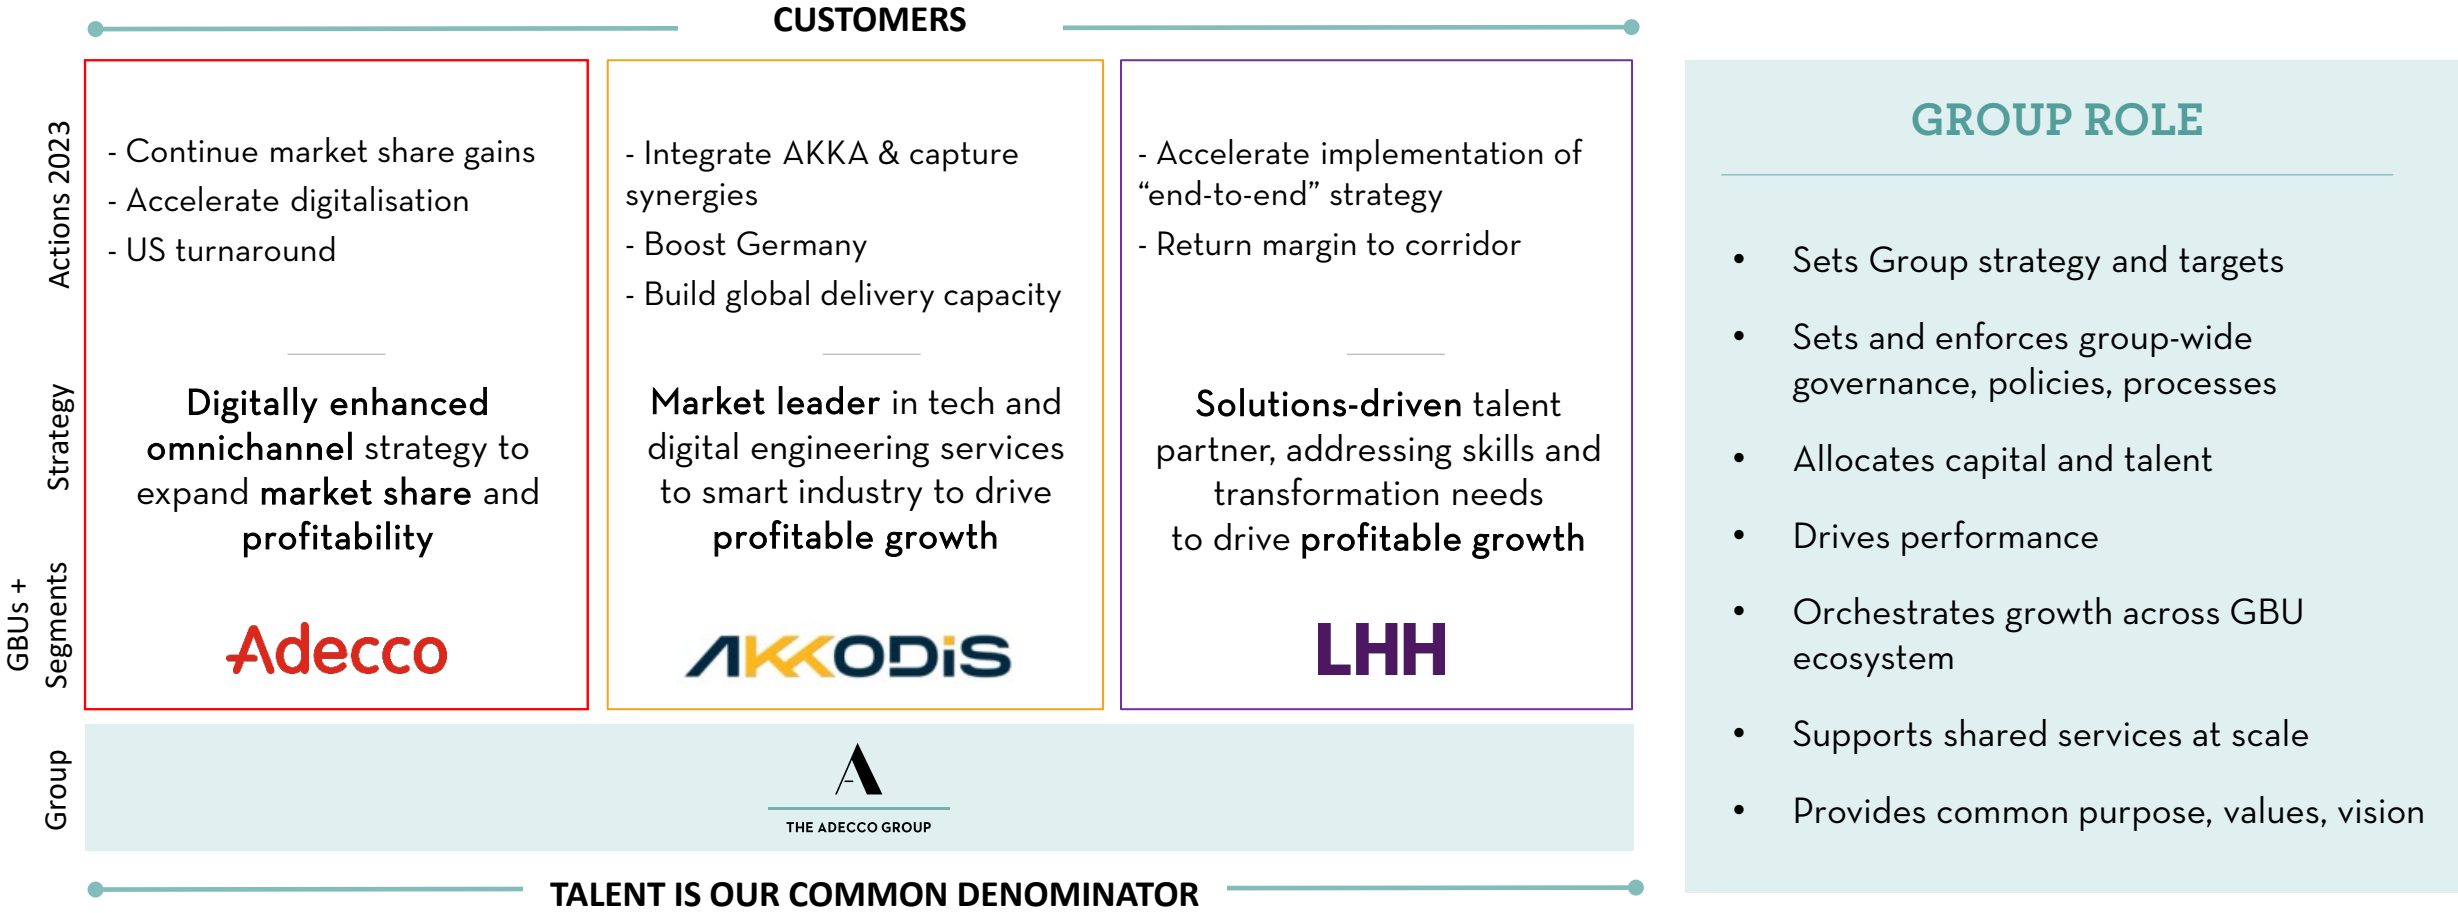 CUSTOMERS
Actions 2023
- Continue market share gains
- Accelerate digitalisation
- US turnaround
- Integrate AKKA & capture
synergies
- Boost Germany
- Build global delivery capacity
- Accelerate implementation of
“end-to-end” strategy
- Return margin to corridor
Strategy
Digitally enhanced
omnichannel strategy to
expand market share and
profitability
Market leader in tech and
digital engineering services
to smart industry to drive
profitable growth
Solutions-driven talent
partner, addressing skills and
transformation needs
to drive profitable growth
GBUs +
Segments
Adecco
AKKODiS
LHH
Group
A
THE ADECCO GROUP
TALENT IS OUR COMMON DENOMINATOR
GROUP ROLE
• Sets Group strategy and targets
• Sets and enforces group-wide
governance, policies, processes
• Allocates capital and talent
• Drives performance
• Orchestrates growth across GBU
ecosystem
• Supports shared services at scale
• Provides common purpose, values, vision